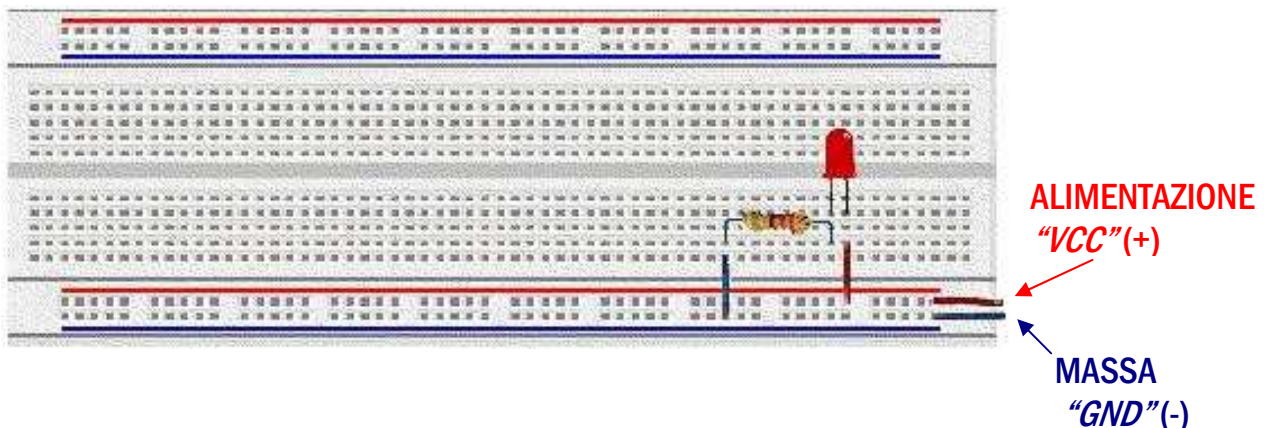 ALIMENTAZIONE
“VCC” (+)
MASSA
“GND” (-)